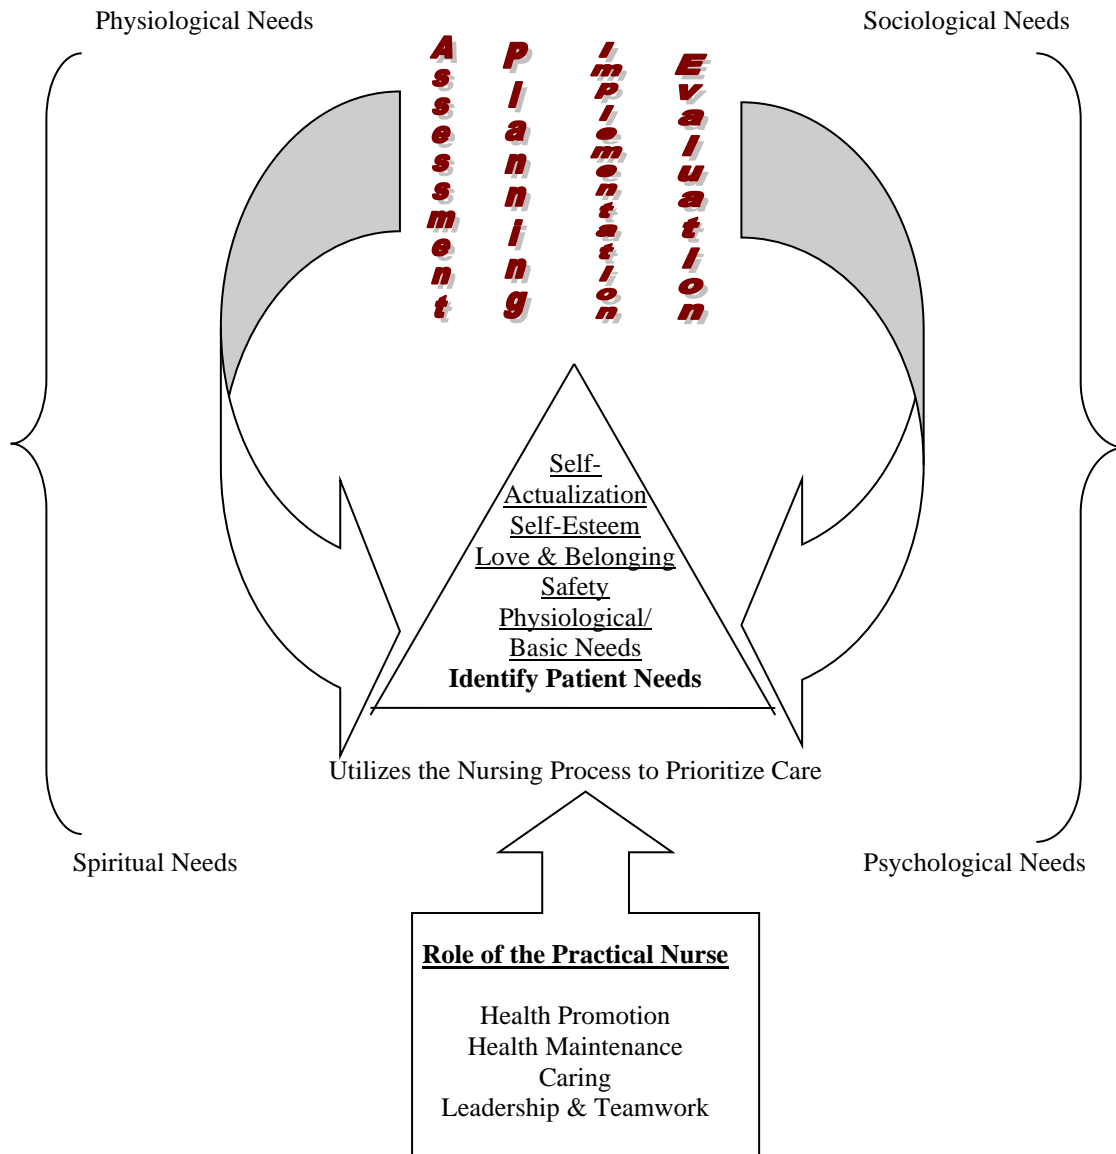 Physiological Needs
Sociological Needs
Assessment
Planning
Implementation
Evaluation
Self-
Actualization
Self-Esteem
Love & Belonging
Safety
Physiological/
Basic Needs
Identify Patient Needs
Utilizes the Nursing Process to Prioritize Care
Spiritual Needs
Psychological Needs
Role of the Practical Nurse
Health Promotion
Health Maintenance
Caring
Leadership & Teamwork